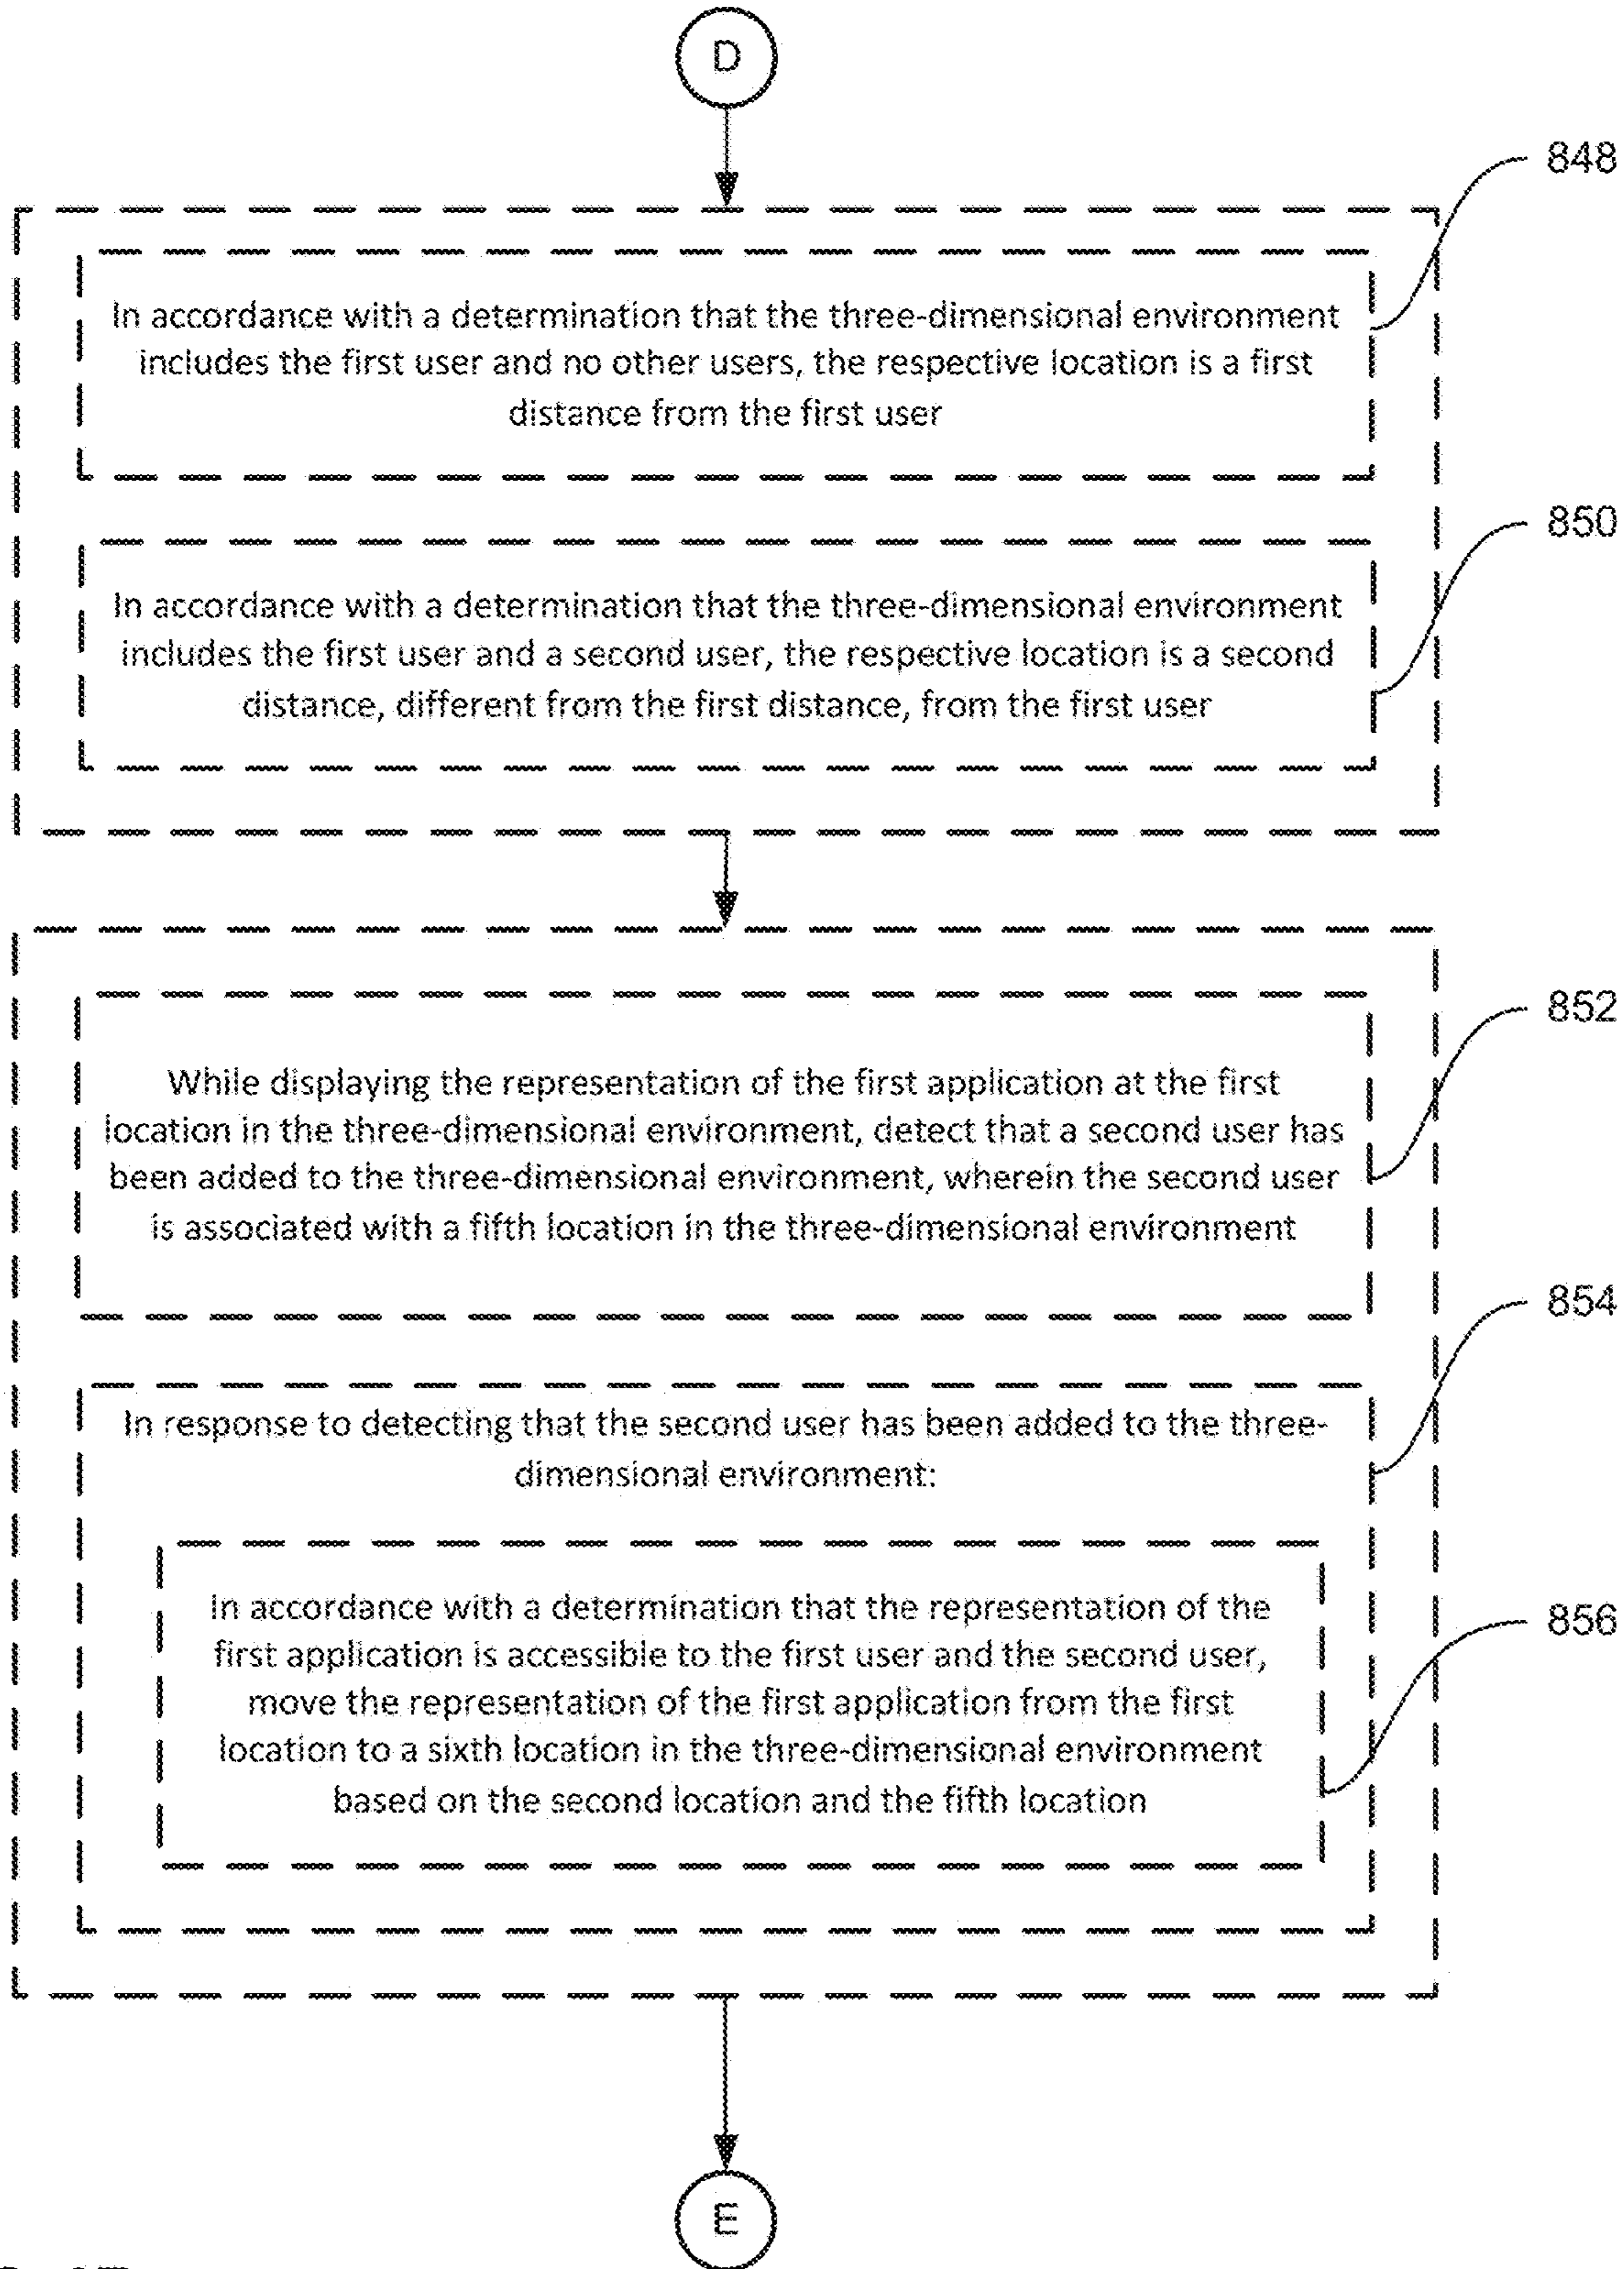 D
848
In accordance with a determination that the three-dimensional environment
includes the first user and no other users, the respective location is a first
distance from the first user
850
In accordance with a determination that the three-dimensional environment
includes the first user and a second user, the respective location is a second
distance, different from the first distance, from the first user
852
While displaying the representation of the first application at the first
location in the three-dimensional environment, detect that a second user has
been added to the three-dimensional environment, wherein the second user
is associated with a fifth location in the three-dimensional environment
854
In response to detecting that the second user has been added to the three-
dimensional environment:
856
In accordance with a determination that the representation of the
first application is accessible to the first user and the second user,
move the representation of the first application from the first
location to a sixth location in the three-dimensional environment
based on the second location and the fifth location
E